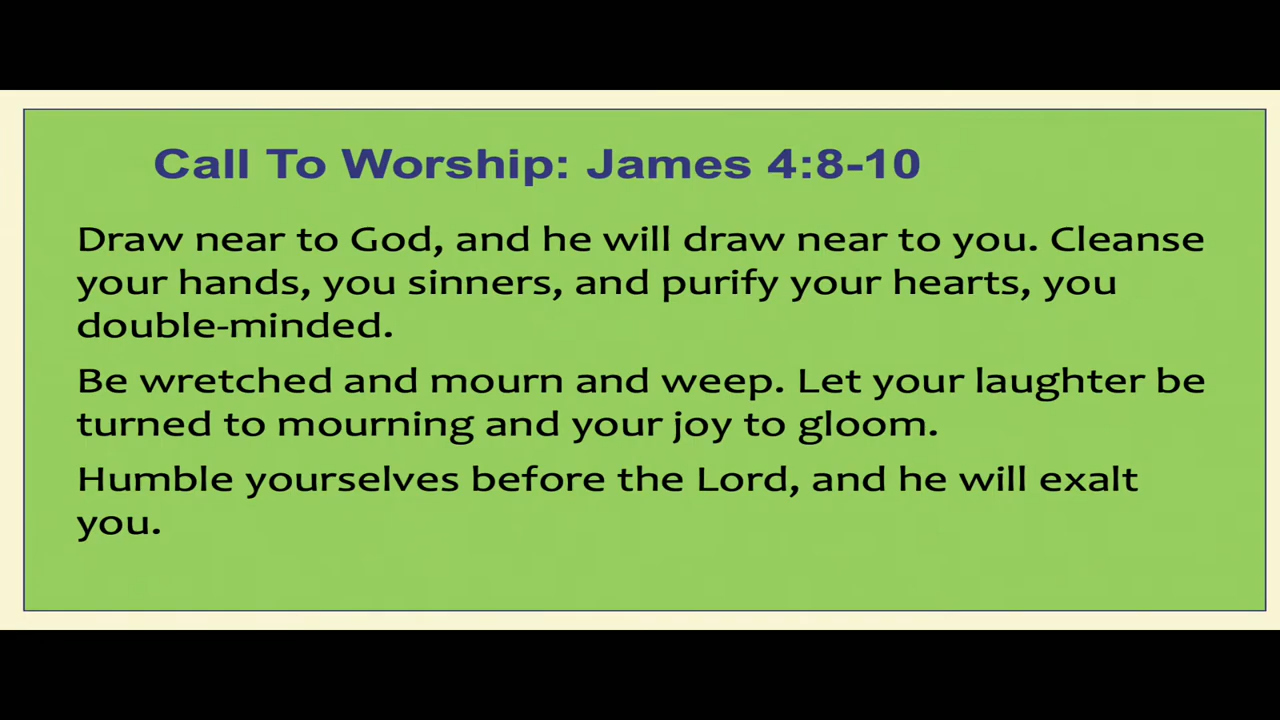 Call To Worship: James 4:8-10
Draw near to God, and he will draw near to you. Cleanse
your hands, you sinners, and purify your hearts, you
double-minded.
Be wretched and mourn and weep. Let your laughter be
turned to mourning and your joy to gloom.
Humble yourselves before the Lord, and he will exalt
you.